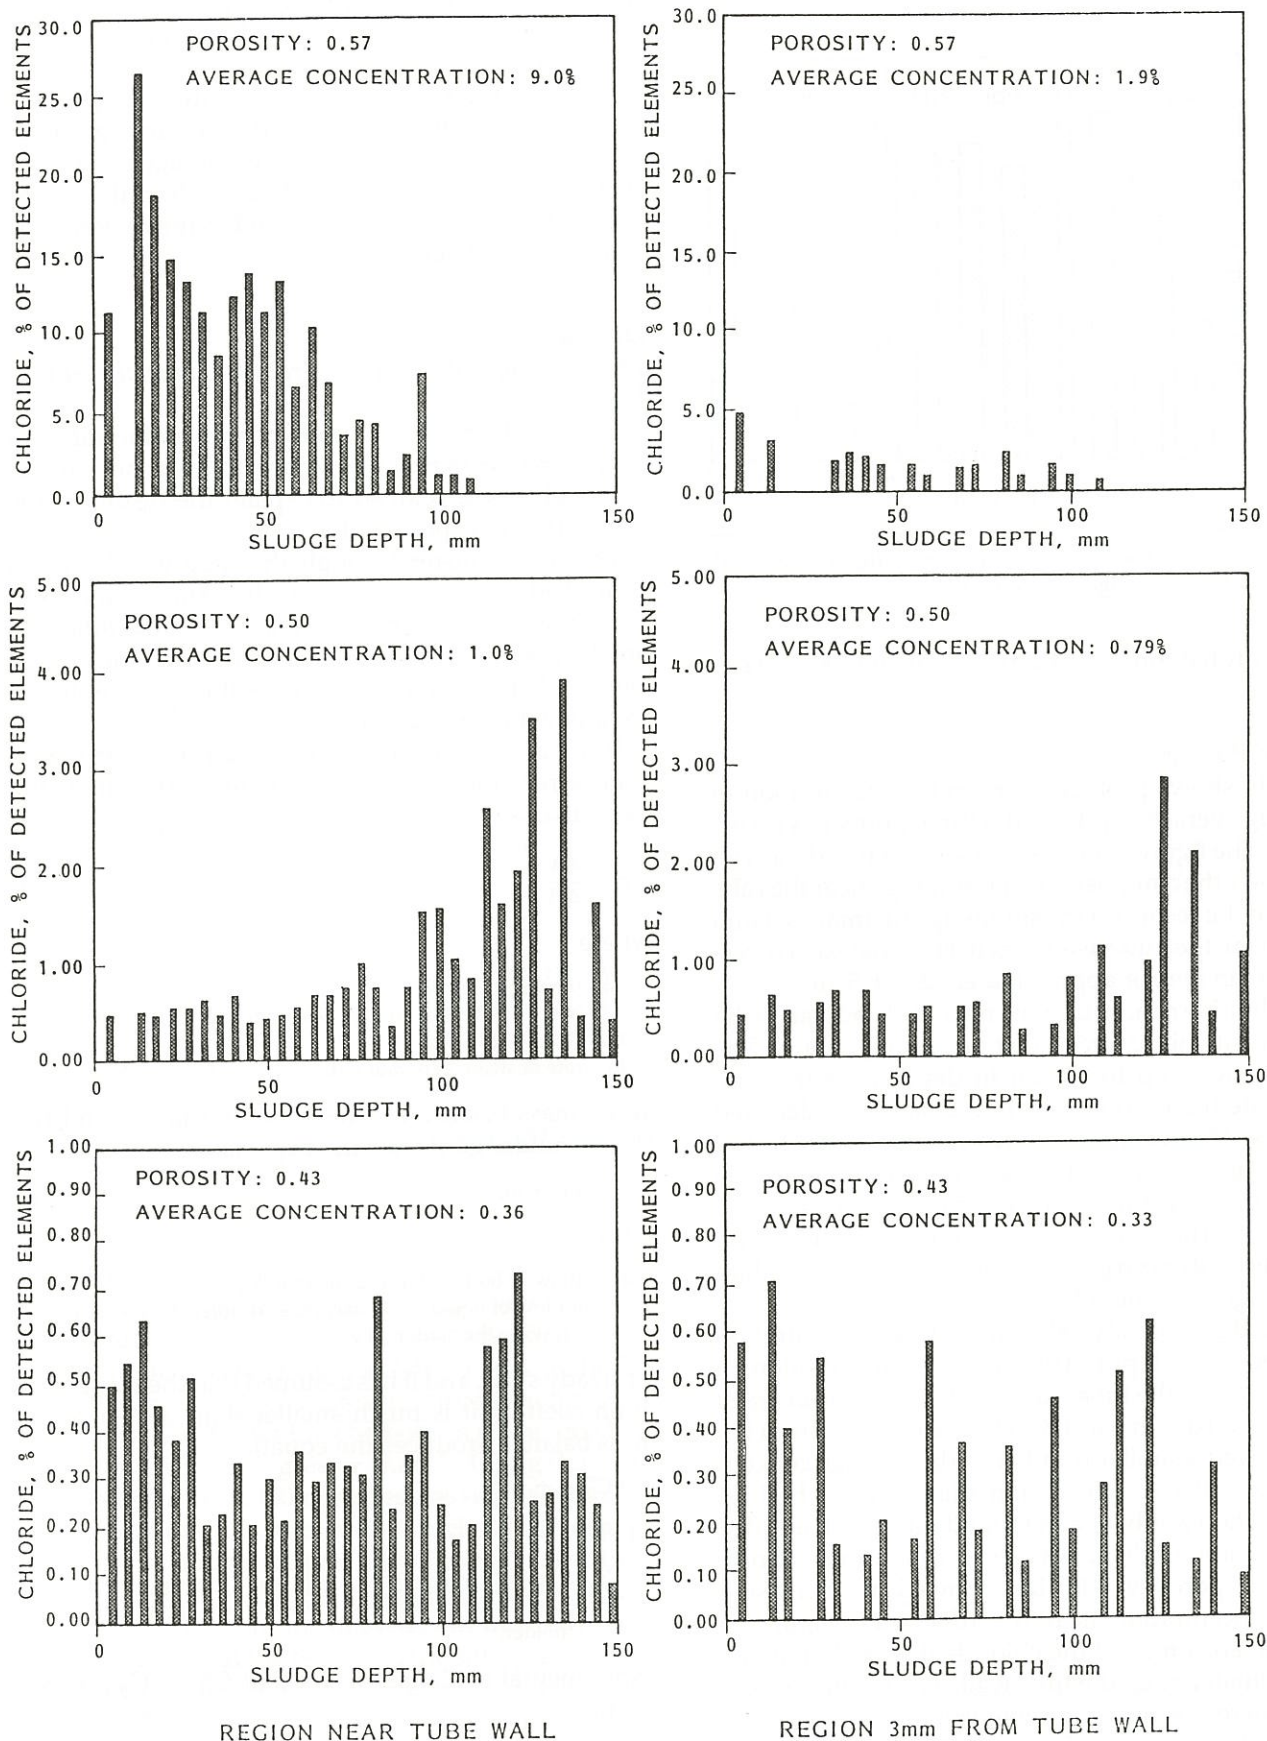 CHLORIDE, % OF DETECTED ELEMENTS
30.0
25.0
20.0
15.0
10.0
5.0
0.0
POROSITY: 0.57
AVERAGE CONCENTRATION: 9.0%
0 50 100 150
SLUDGE DEPTH, mm
CHLORIDE, % OF DETECTED ELEMENTS
30.0
25.0
20.0
15.0
10.0
5.0
0.0
POROSITY: 0.57
AVERAGE CONCENTRATION: 1.9%
0 50 100 150
SLUDGE DEPTH, mm
CHLORIDE, % OF DETECTED ELEMENTS
5.00
4.00
3.00
2.00
1.00
0.00
POROSITY: 0.50
AVERAGE CONCENTRATION: 1.0%
0 50 100 150
SLUDGE DEPTH, mm
CHLORIDE, % OF DETECTED ELEMENTS
5.00
4.00
3.00
2.00
1.00
0.00
POROSITY: 0.50
AVERAGE CONCENTRATION: 0.79%
0 50 100 150
SLUDGE DEPTH, mm
CHLORIDE, % OF DETECTED ELEMENTS
1.00
0.90
0.80
0.70
0.60
0.50
0.40
0.30
0.20
0.10
0.00
POROSITY: 0.43
AVERAGE CONCENTRATION: 0.36
0 50 100 150
SLUDGE DEPTH, mm
CHLORIDE, % OF DETECTED ELEMENTS
1.00
0.90
0.80
0.70
0.60
0.50
0.40
0.30
0.20
0.10
0.00
POROSITY: 0.43
AVERAGE CONCENTRATION: 0.33
0 50 100 150
SLUDGE DEPTH, mm
REGION NEAR TUBE WALL
REGION 3mm FROM TUBE WALL